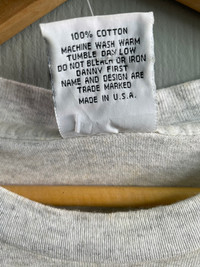 100% COTTON
MACHINE WASH WARM
TUMBLE DRY LOW
DO NOT BLEACH OR IRON
DANNY FIRST
NAME AND DESIGN ARE
TRADE MARKED
MADE IN U.S.A.